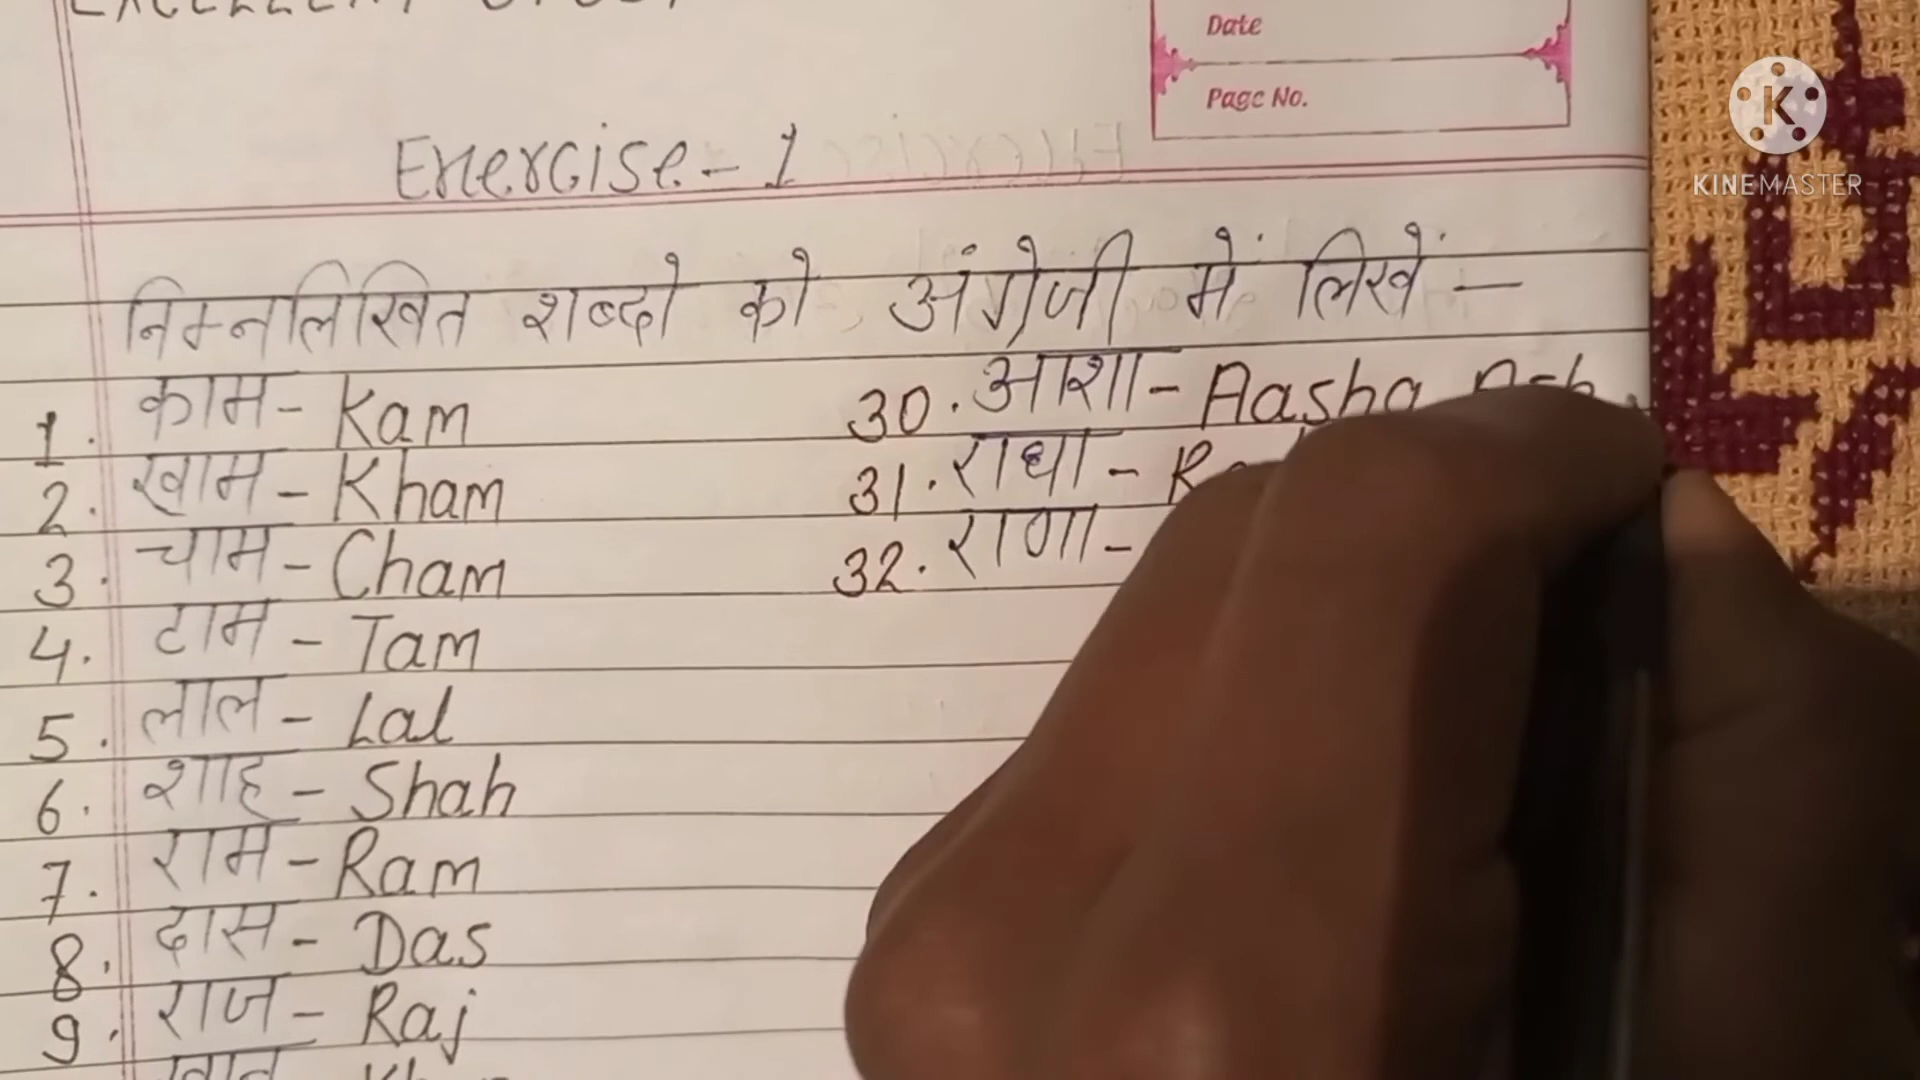 Date
Page No.
KINEMASTER
Exercise - 1
निम्नलिखित शब्दो को अंग्रेजी में लिखें —
1. काम - Kam
2. खाम - Kham
3. चाम - Cham
4. टाम - Tam
5. लाल - Lal
6. शाह - Shah
7. राम - Ram
8. दास - Das
9. राज - Raj
30. आशा - Aasha
31. राधा -
32. राणा -